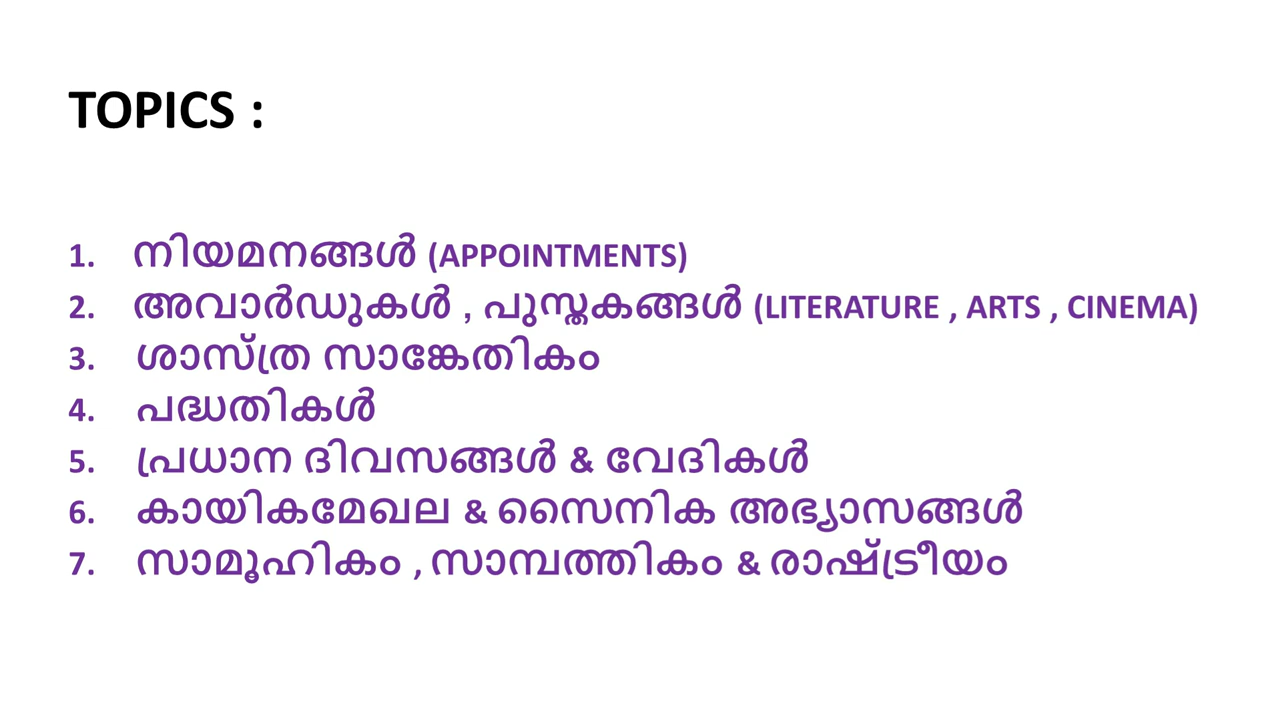 TOPICS :
1. നിയമനങ്ങൾ (APPOINTMENTS)
2. അവാർഡുകൾ , പുസ്തകങ്ങൾ (LITERATURE , ARTS , CINEMA)
3. ശാസ്ത്ര സാങ്കേതികം
4. പദ്ധതികൾ
5. പ്രധാന ദിവസങ്ങൾ & വേദികൾ
6. കായികമേഖല & സൈനിക അഭ്യാസങ്ങൾ
7. സാമൂഹികം , സാമ്പത്തികം & രാഷ്ട്രീയം